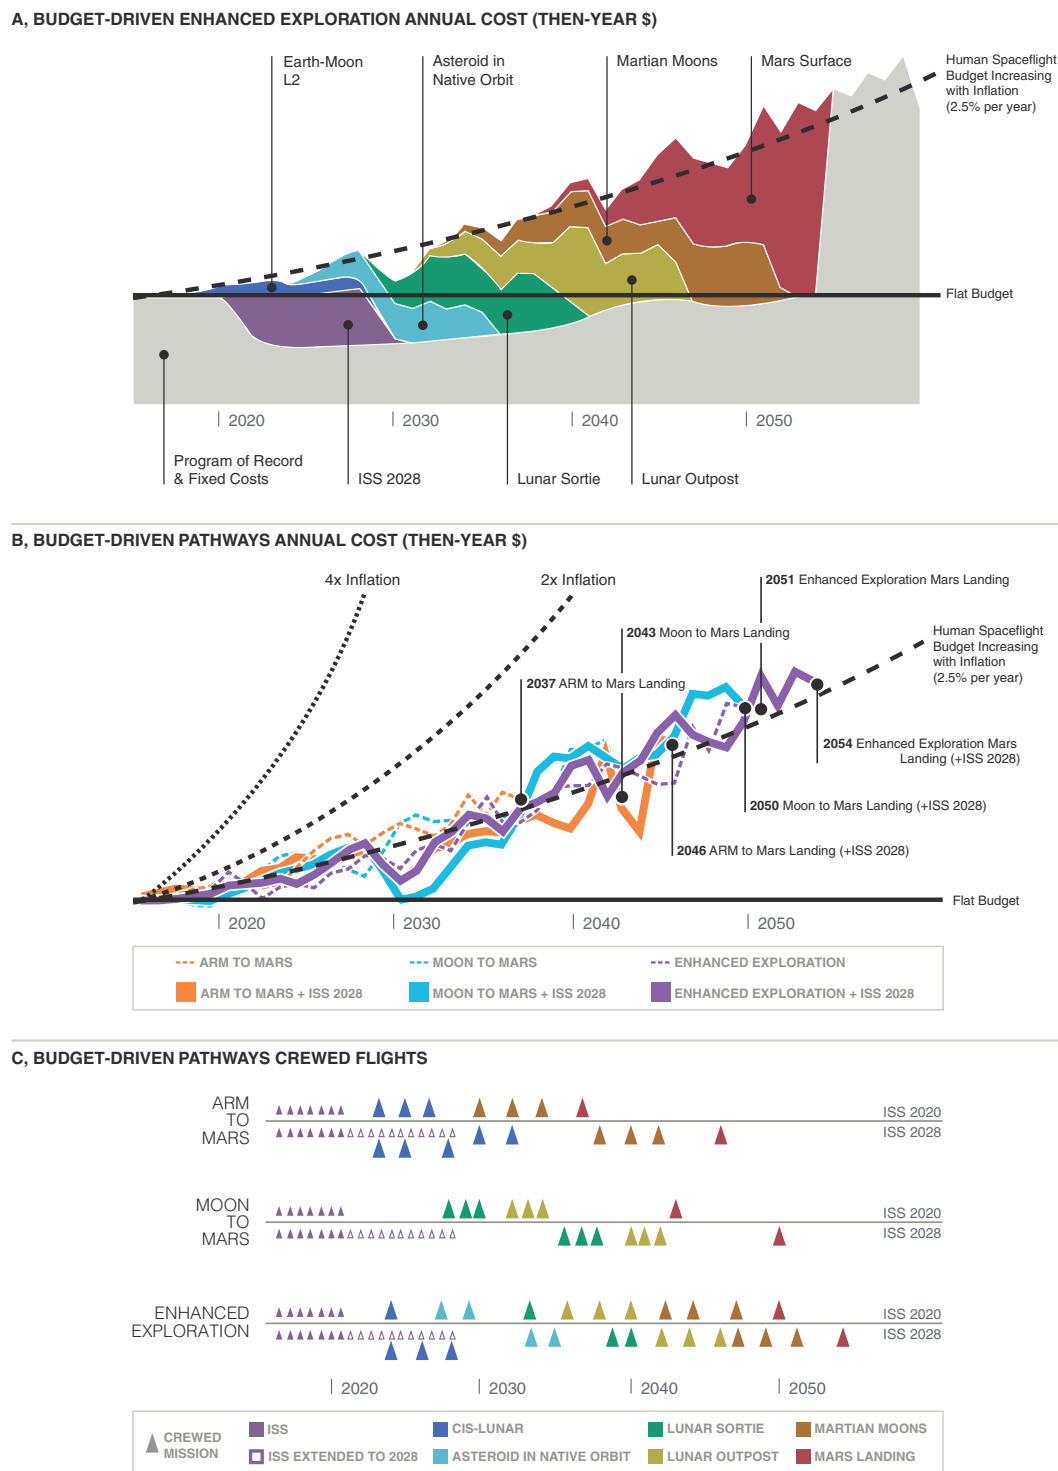 A, BUDGET-DRIVEN ENHANCED EXPLORATION ANNUAL COST (THEN-YEAR $)
Earth-Moon
L2
Asteroid in
Native Orbit
Martian Moons
Mars Surface
Human Spaceflight
Budget Increasing
with Inflation
(2.5% per year)
Flat Budget
2020
2030
2040
2050
Program of Record
& Fixed Costs
ISS 2028
Lunar Sortie
Lunar Outpost
B, BUDGET-DRIVEN PATHWAYS ANNUAL COST (THEN-YEAR $)
4x Inflation
2x Inflation
2051 Enhanced Exploration Mars Landing
2043 Moon to Mars Landing
2037 ARM to Mars Landing
Human Spaceflight
Budget Increasing
with Inflation
(2.5% per year)
2054 Enhanced Exploration Mars
Landing (+ISS 2028)
2050 Moon to Mars Landing (+ISS 2028)
2046 ARM to Mars Landing (+ISS 2028)
Flat Budget
2020
2030
2040
2050
ARM TO MARS
MOON TO MARS
ENHANCED EXPLORATION
ARM TO MARS + ISS 2028
MOON TO MARS + ISS 2028
ENHANCED EXPLORATION + ISS 2028
C, BUDGET-DRIVEN PATHWAYS CREWED FLIGHTS
ARM
TO
MARS
ISS 2020
ISS 2028
MOON
TO
MARS
ISS 2020
ISS 2028
ENHANCED
EXPLORATION
ISS 2020
ISS 2028
2020
2030
2040
2050
CREWED
MISSION
ISS
CIS-LUNAR
LUNAR SORTIE
MARTIAN MOONS
ISS EXTENDED TO 2028
ASTEROID IN NATIVE ORBIT
LUNAR OUTPOST
MARS LANDING